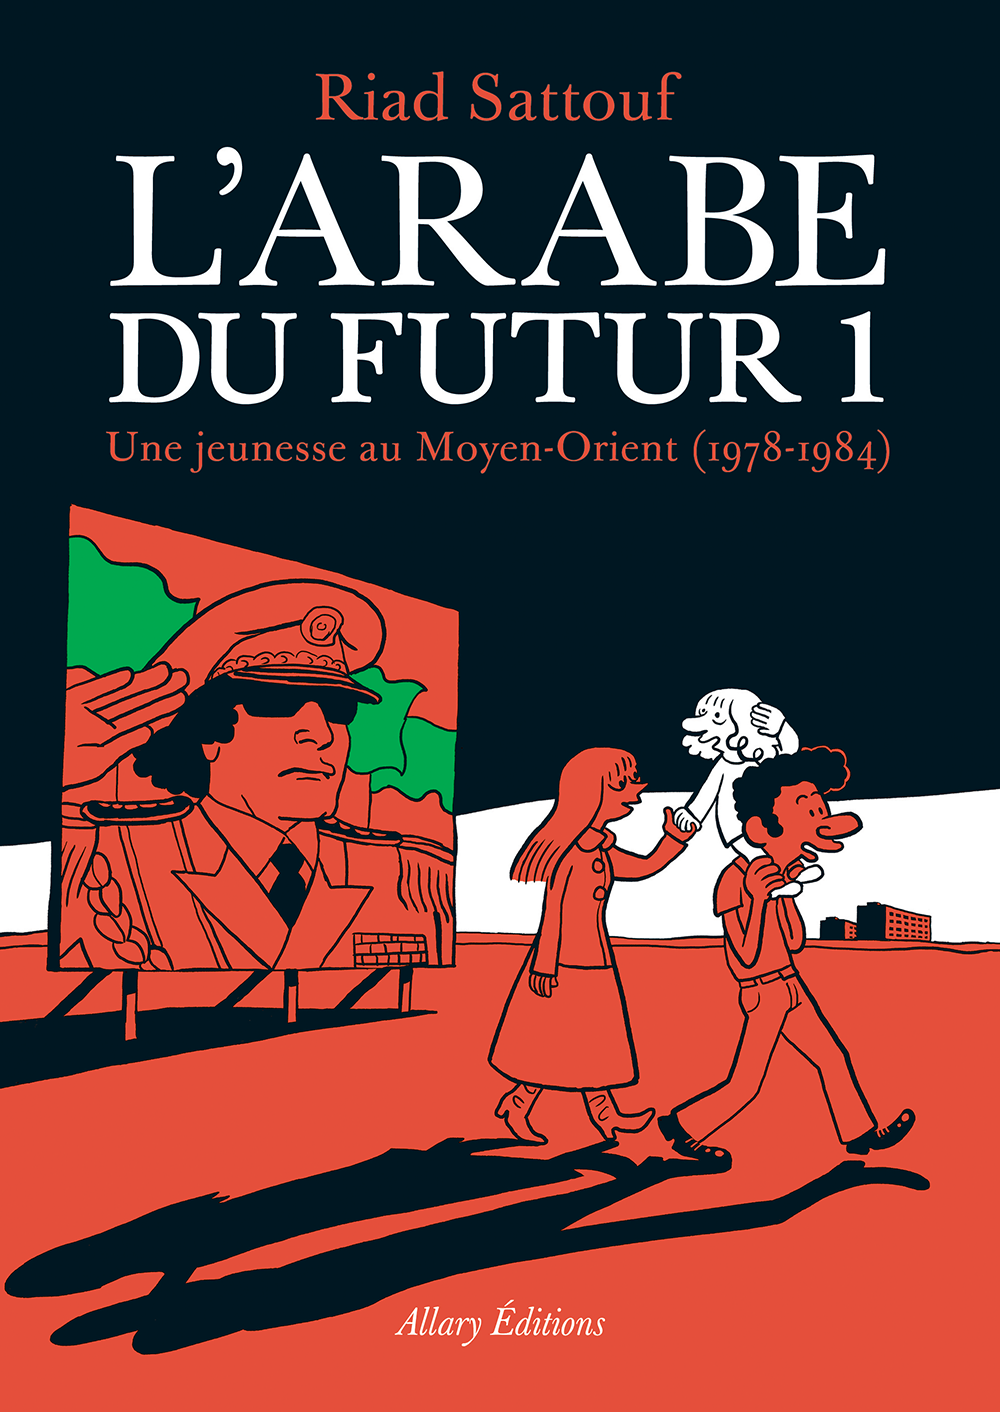 Riad Sattouf
L’ARABE
DU FUTUR 1
Une jeunesse au Moyen-Orient (1978-1984)
Allary Éditions